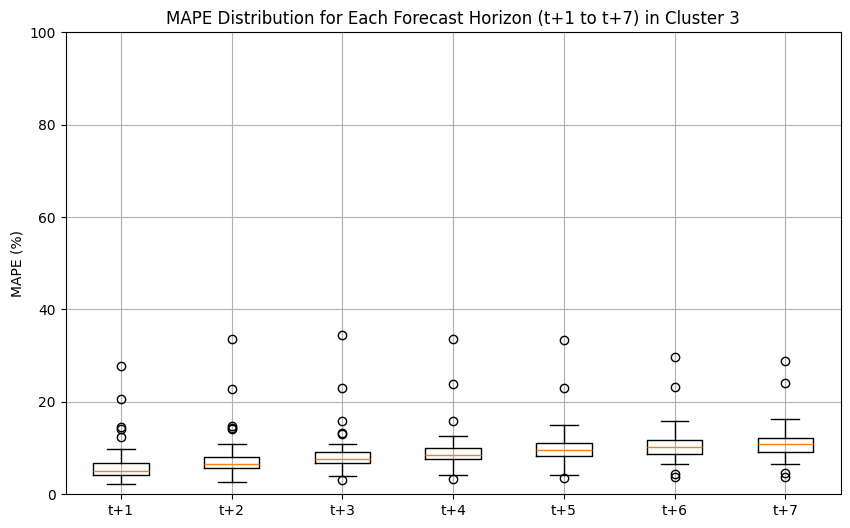 MAPE Distribution for Each Forecast Horizon (t+1 to t+7) in Cluster 3
100
80
60
40
20
0
MAPE (%)
t+1 t+2 t+3 t+4 t+5 t+6 t+7